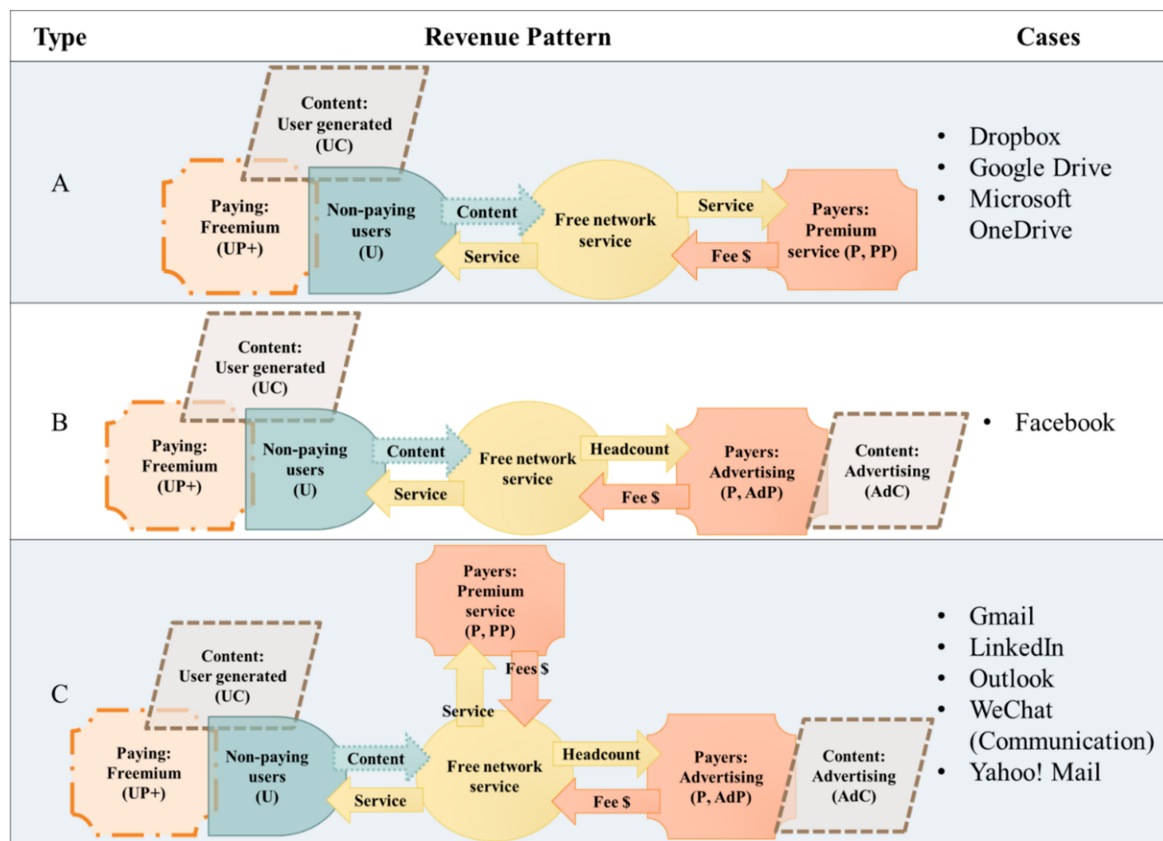 Type
Revenue Pattern
Cases
A
Content:
User generated
(UC)
Paying:
Freemium
(UP+)
Non-paying
users
(U)
Content
Service
Free network
service
Service
Fee $
Payers:
Premium
service (P, PP)
• Dropbox
• Google Drive
• Microsoft
OneDrive
B
Content:
User generated
(UC)
Paying:
Freemium
(UP+)
Non-paying
users
(U)
Content
Service
Free network
service
Headcount
Fee $
Payers:
Advertising
(P, AdP)
Content:
Advertising
(AdC)
• Facebook
C
Content:
User generated
(UC)
Paying:
Freemium
(UP+)
Non-paying
users
(U)
Content
Service
Payers:
Premium
service
(P, PP)
Fees $
Service
Free network
service
Headcount
Fee $
Payers:
Advertising
(P, AdP)
Content:
Advertising
(AdC)
• Gmail
• LinkedIn
• Outlook
• WeChat
(Communication)
• Yahoo! Mail